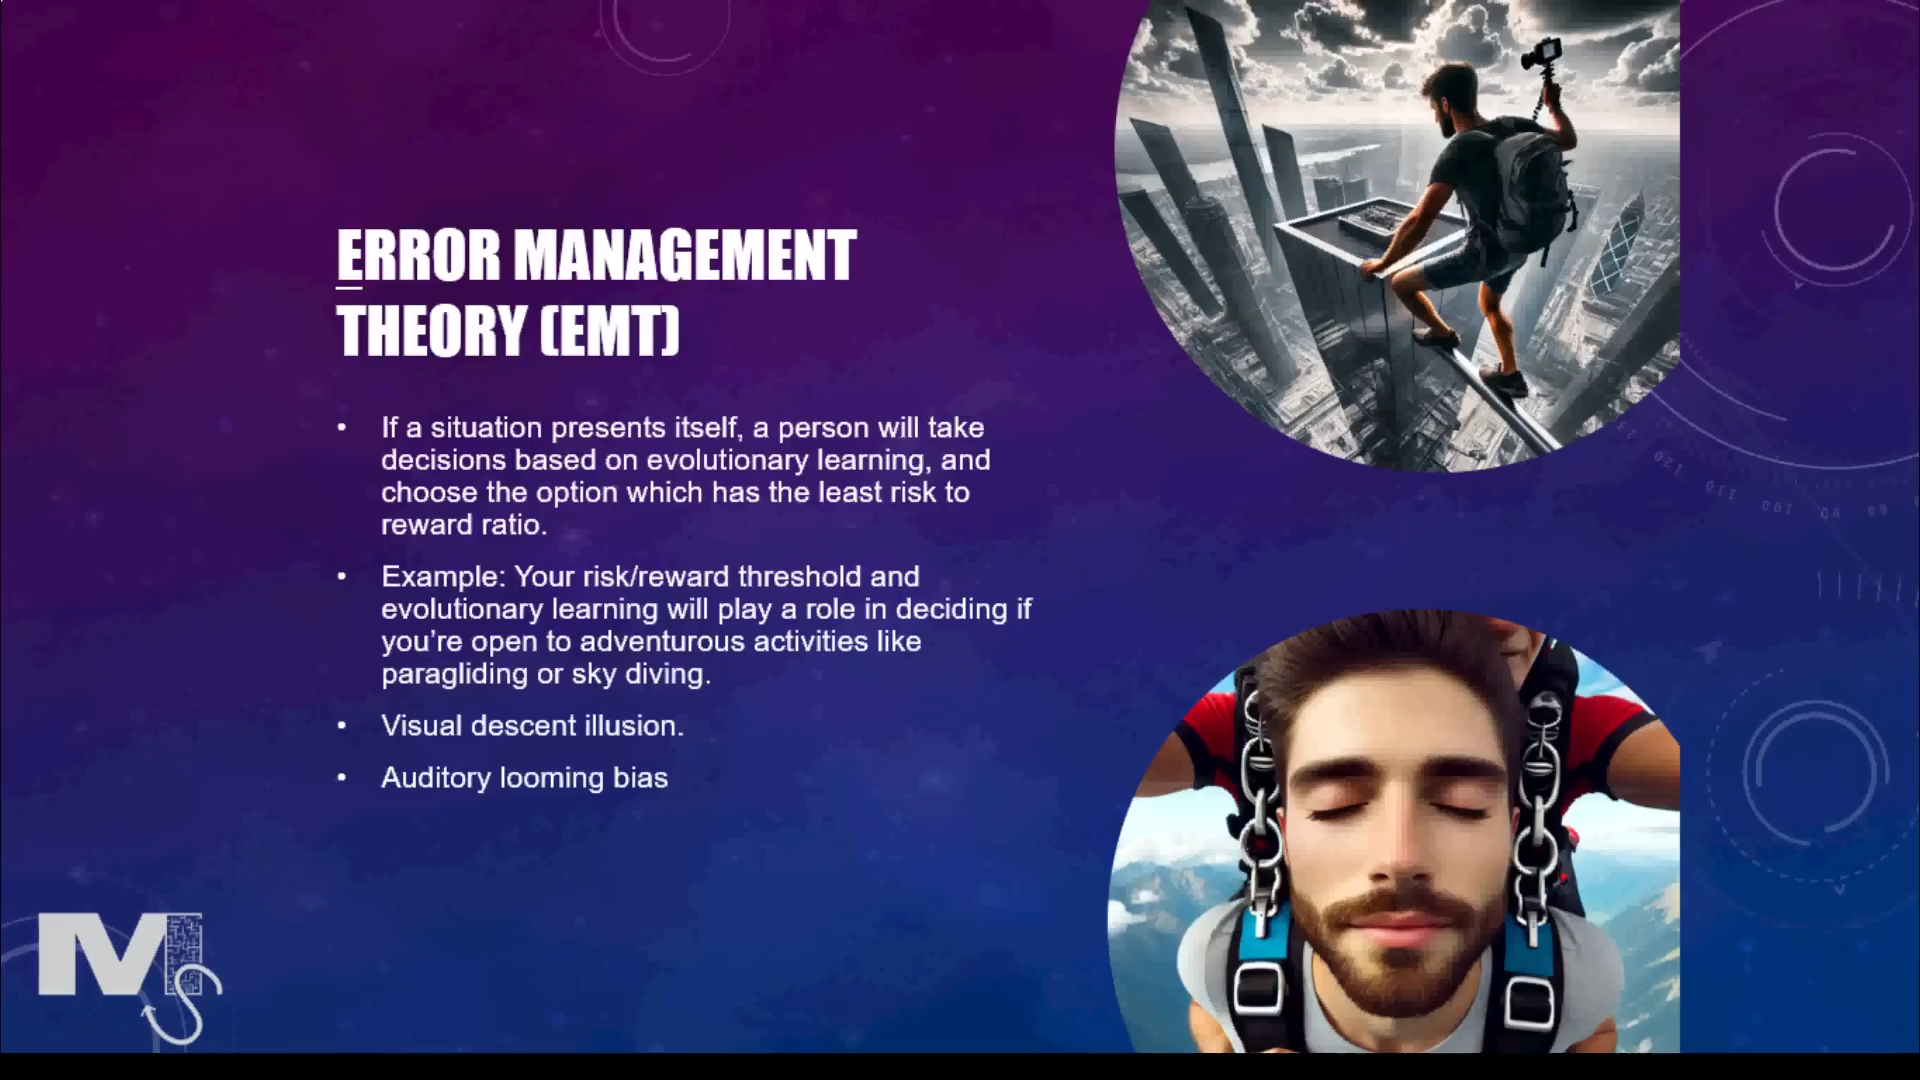 ERROR MANAGEMENT
THEORY (EMT)
• If a situation presents itself, a person will take
decisions based on evolutionary learning, and
choose the option which has the least risk to
reward ratio.
• Example: Your risk/reward threshold and
evolutionary learning will play a role in deciding if
you’re open to adventurous activities like
paragliding or sky diving.
• Visual descent illusion.
• Auditory looming bias